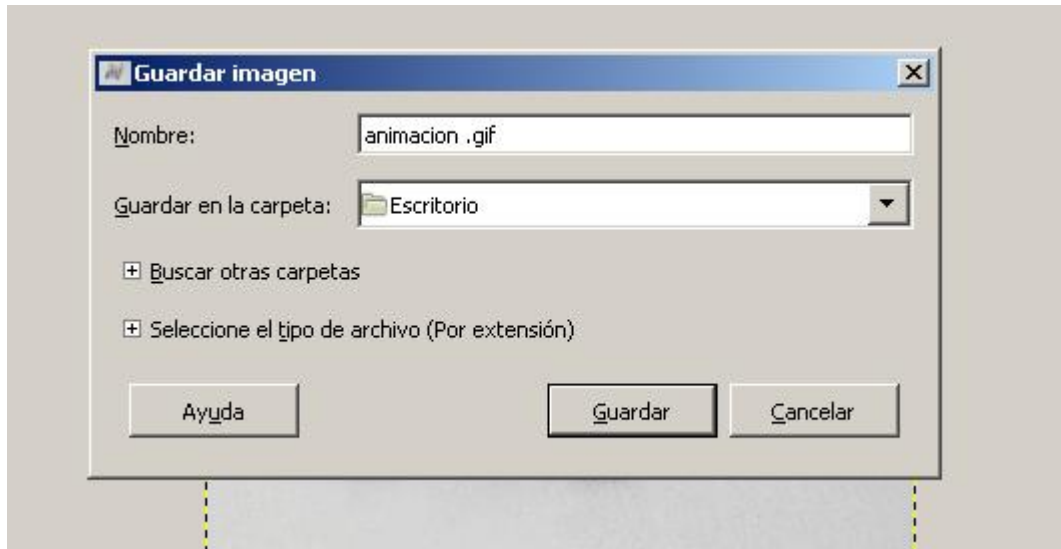 Guardar imagen
Nombre: animacion .gif
Guardar en la carpeta: Escritorio
Buscar otras carpetas
Seleccione el tipo de archivo (Por extensión)
Ayuda Guardar Cancelar